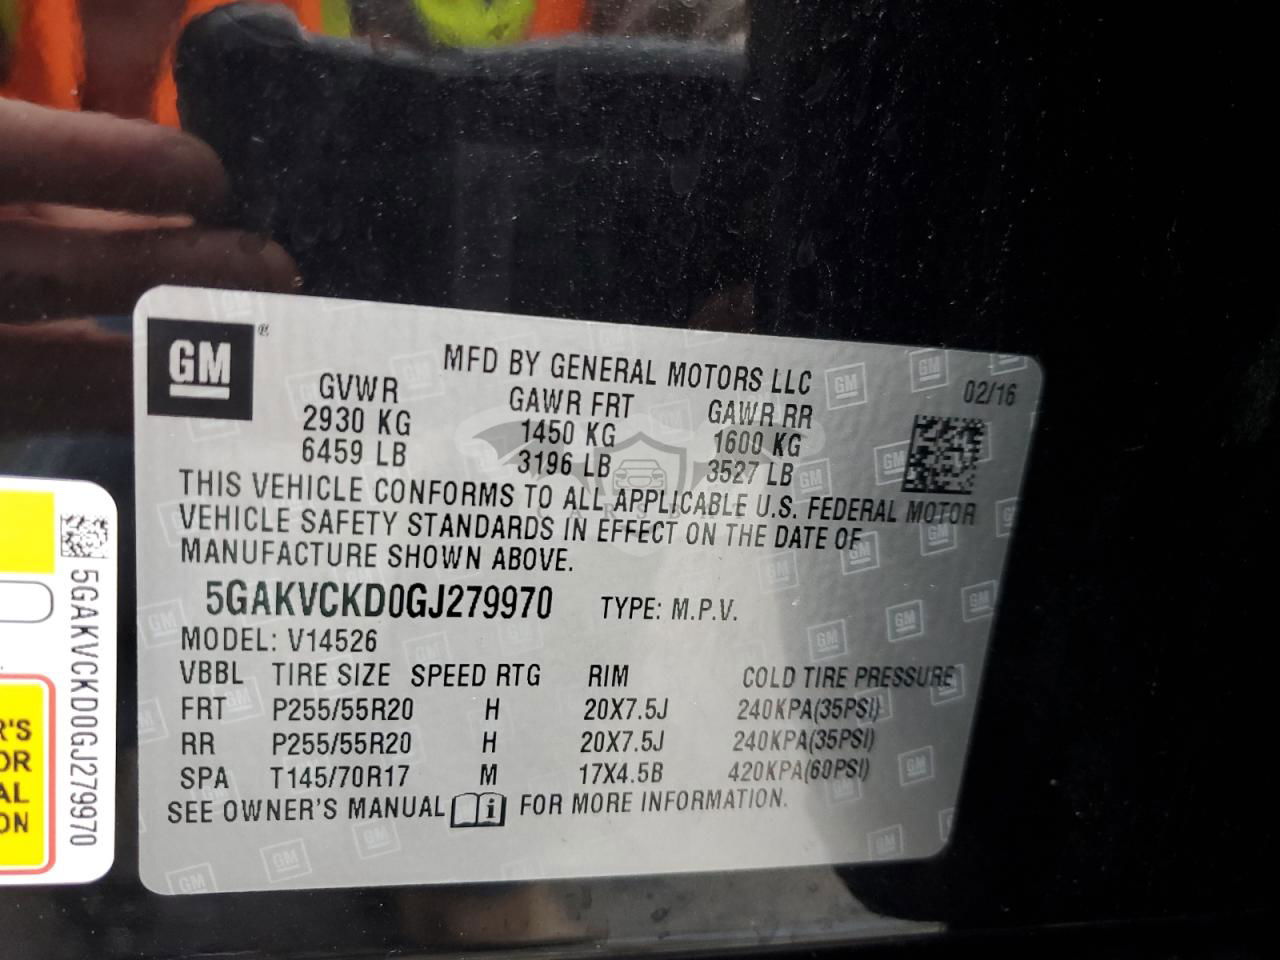 GM ®
MFD BY GENERAL MOTORS LLC
02/16
GVWR GAWR FRT GAWR RR
2930 KG 1450 KG 1600 KG
6459 LB 3196 LB 3527 LB
THIS VEHICLE CONFORMS TO ALL APPLICABLE U.S. FEDERAL MOTOR
VEHICLE SAFETY STANDARDS IN EFFECT ON THE DATE OF
MANUFACTURE SHOWN ABOVE.
5GAKVCKD0GJ279970 TYPE: M.P.V.
MODEL: V14526
VBBL TIRE SIZE SPEED RTG RIM COLD TIRE PRESSURE
FRT P255/55R20 H 20X7.5J 240KPA(35PSI)
RR P255/55R20 H 20X7.5J 240KPA(35PSI)
SPA T145/70R17 M 17X4.5B 420KPA(60PSI)
SEE OWNER'S MANUAL i FOR MORE INFORMATION.
5GAKVCKD0GJ279970
R'S
OR
AL
ON